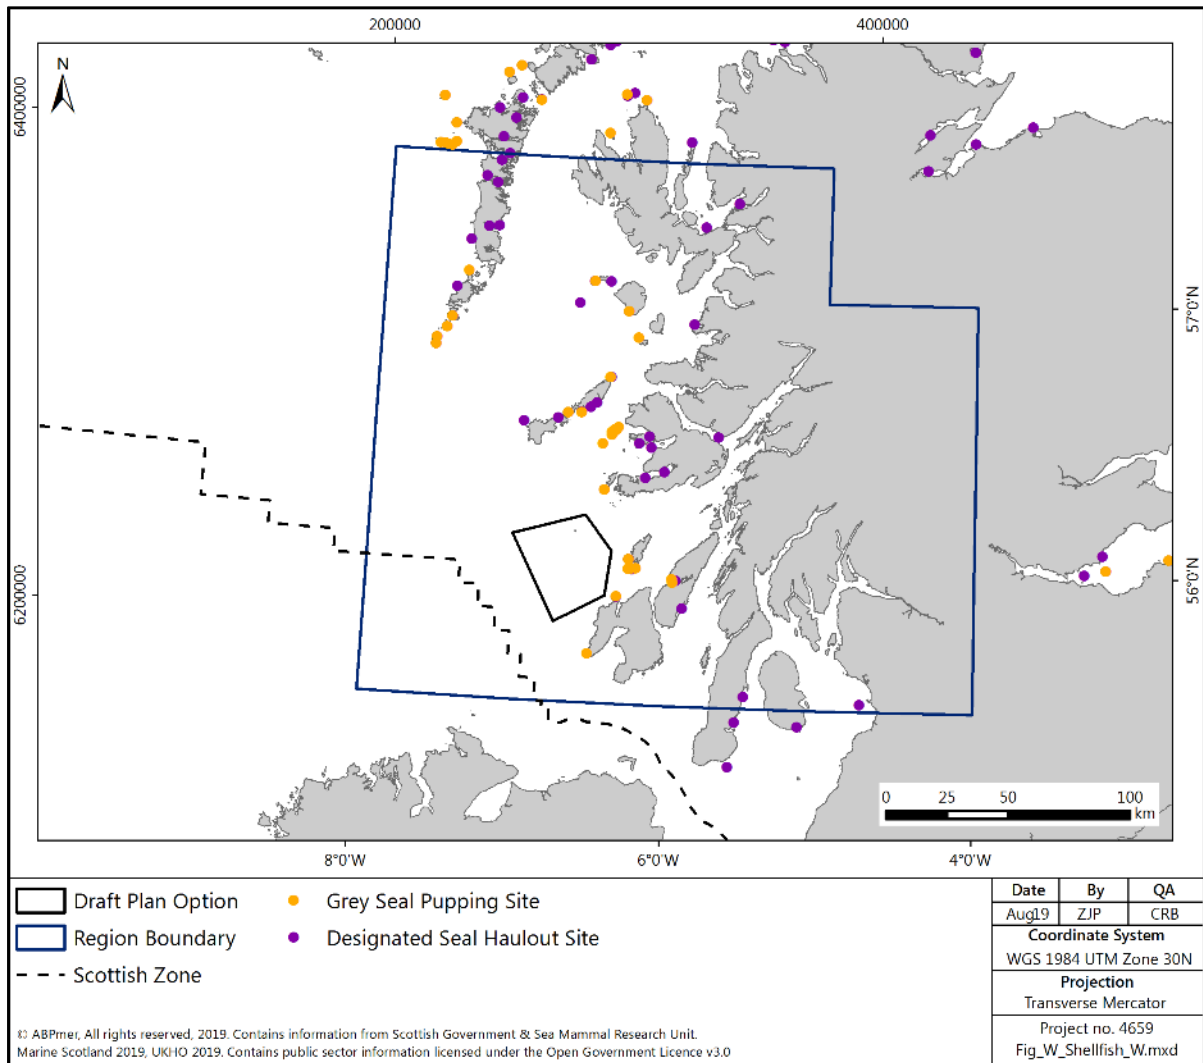 200000
400000
N
6400000
6200000
57°0'N
56°0'N
0
25
50
100
km
8°0'W
6°0'W
4°0'W
Draft Plan Option
Grey Seal Pupping Site
Region Boundary
Designated Seal Haulout Site
Scottish Zone
Date By QA
Aug19 ZJP CRB
Coordinate System
WGS 1984 UTM Zone 30N
Projection
Transverse Mercator
Project no. 4659
Fig_W_Shellfish_W.mxd
© ABPmer, All rights reserved, 2019. Contains information from Scottish Government & Sea Mammal Research Unit.
Marine Scotland 2019, UKHO 2019. Contains public sector information licensed under the Open Government Licence v3.0